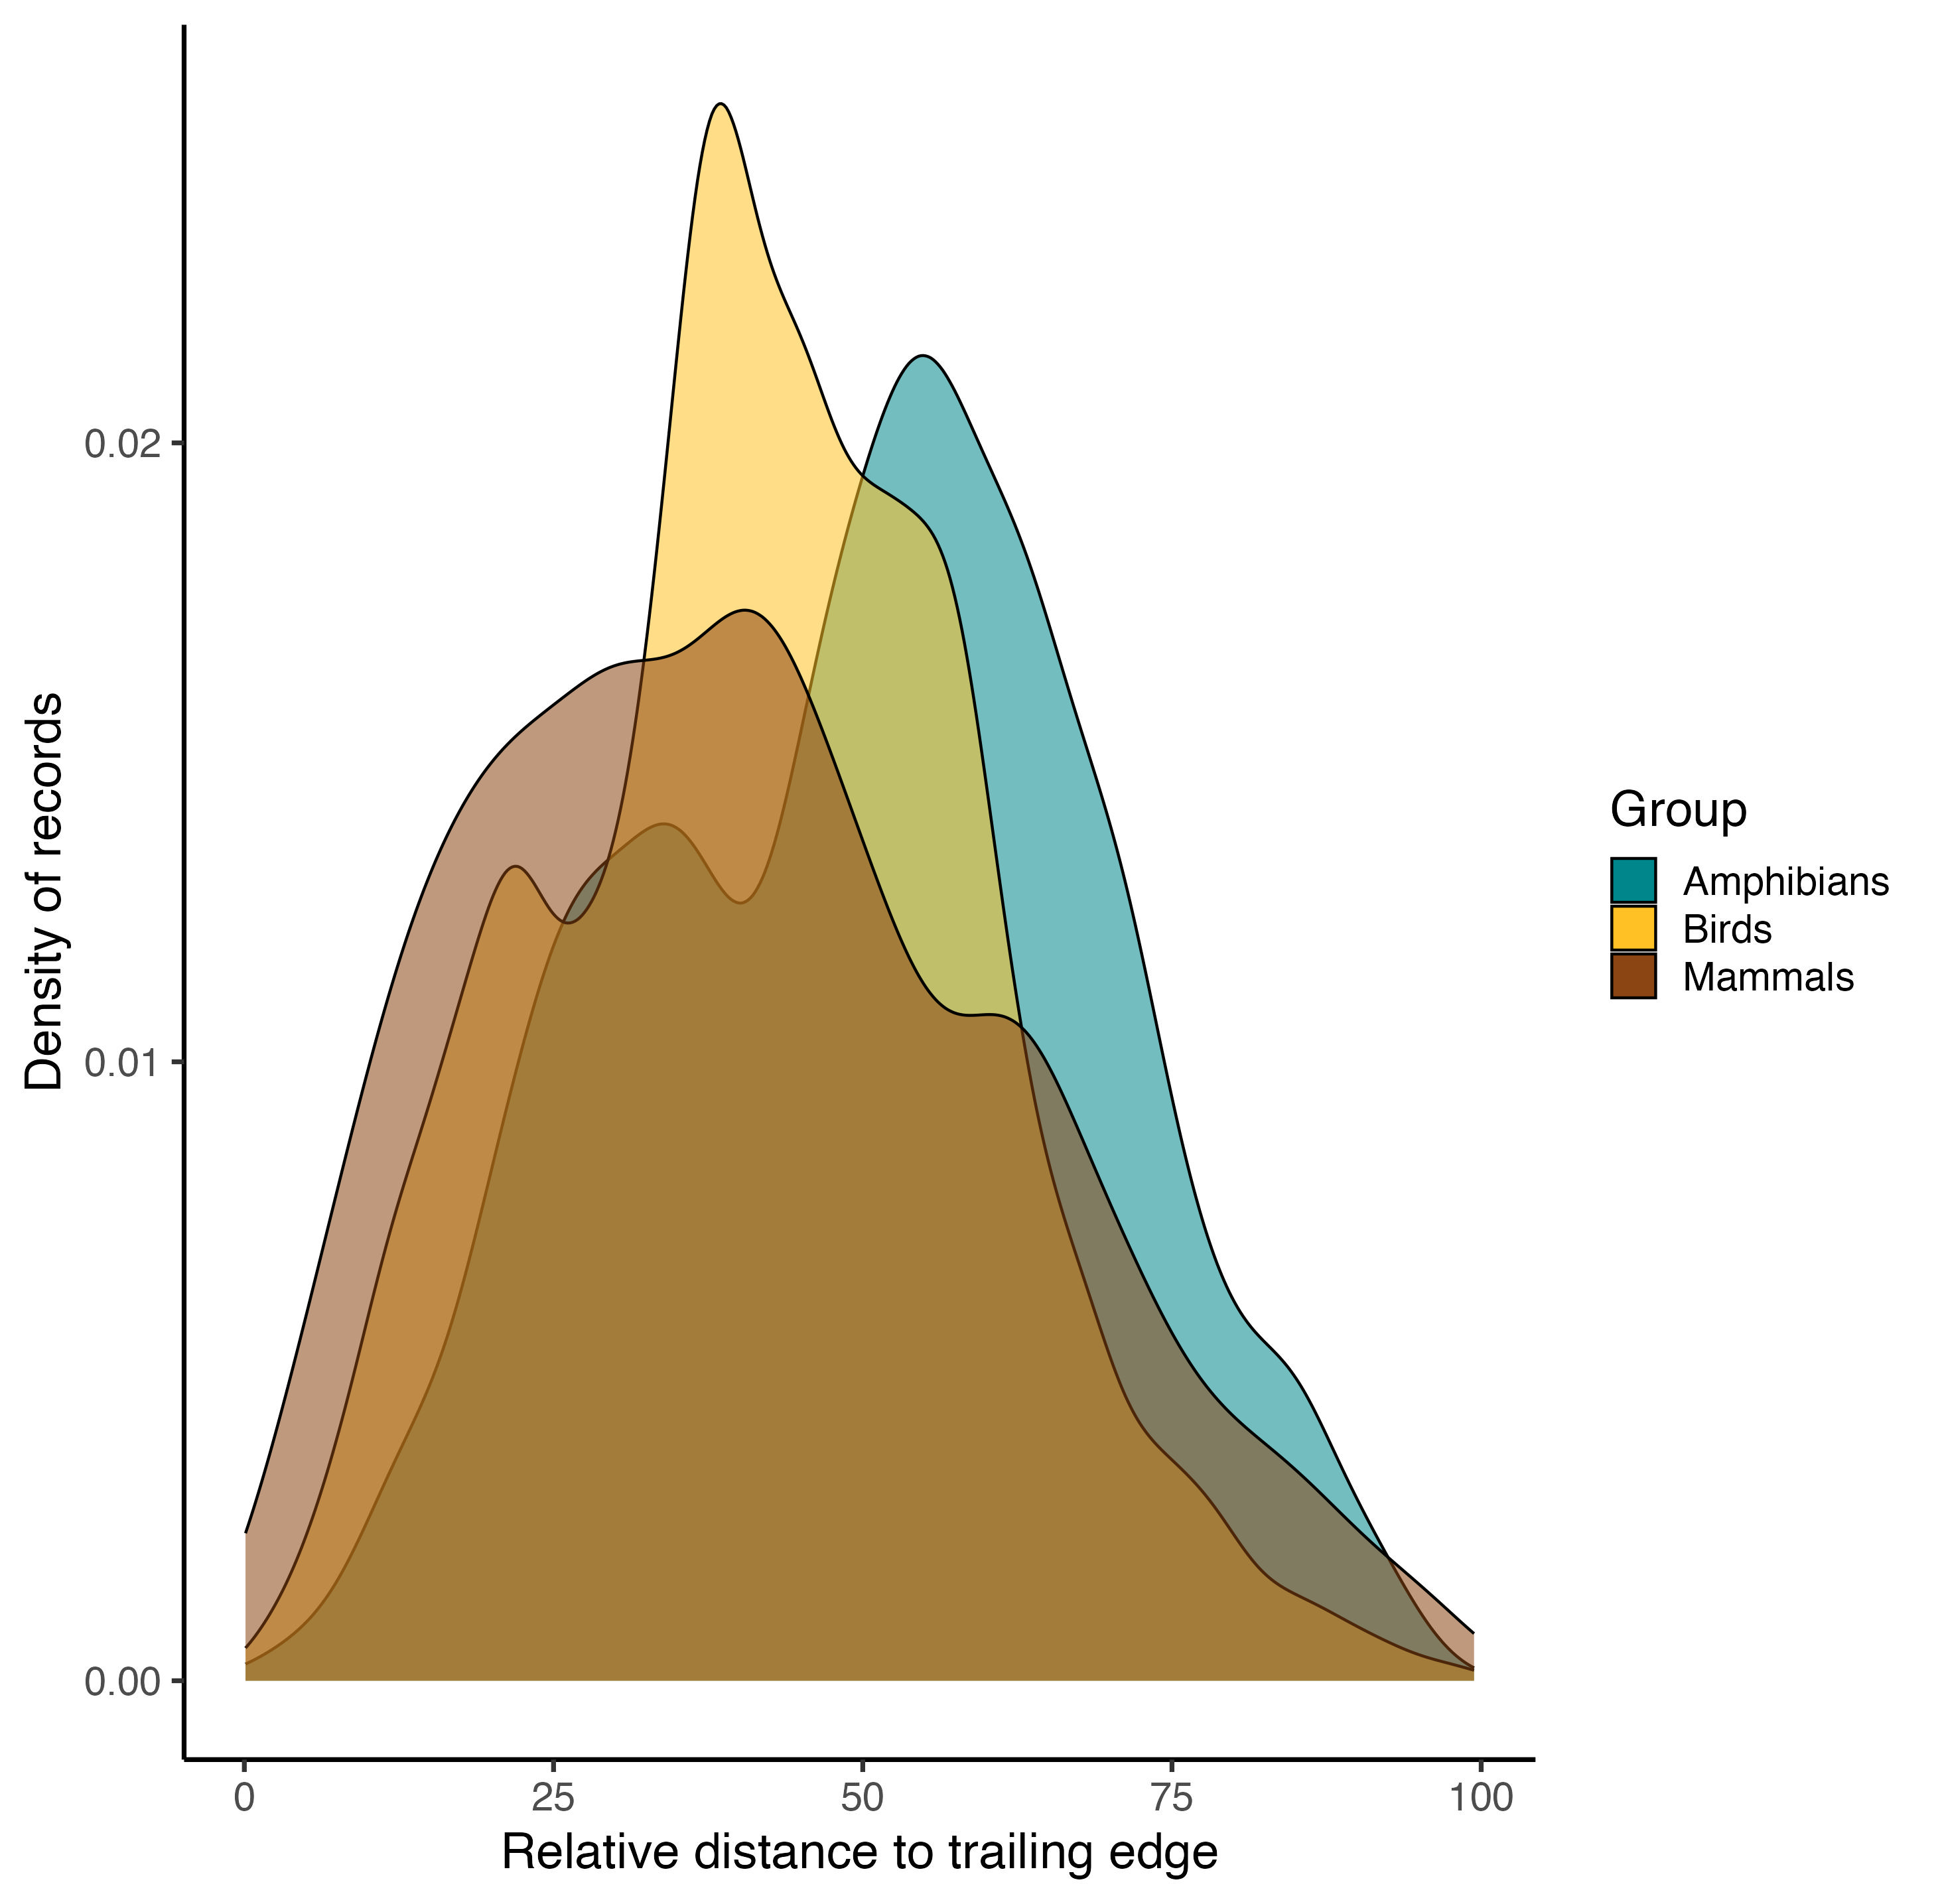 Density of records
0.02
0.01
0.00
0 25 50 75 100
Relative distance to trailing edge
Group
Amphibians
Birds
Mammals